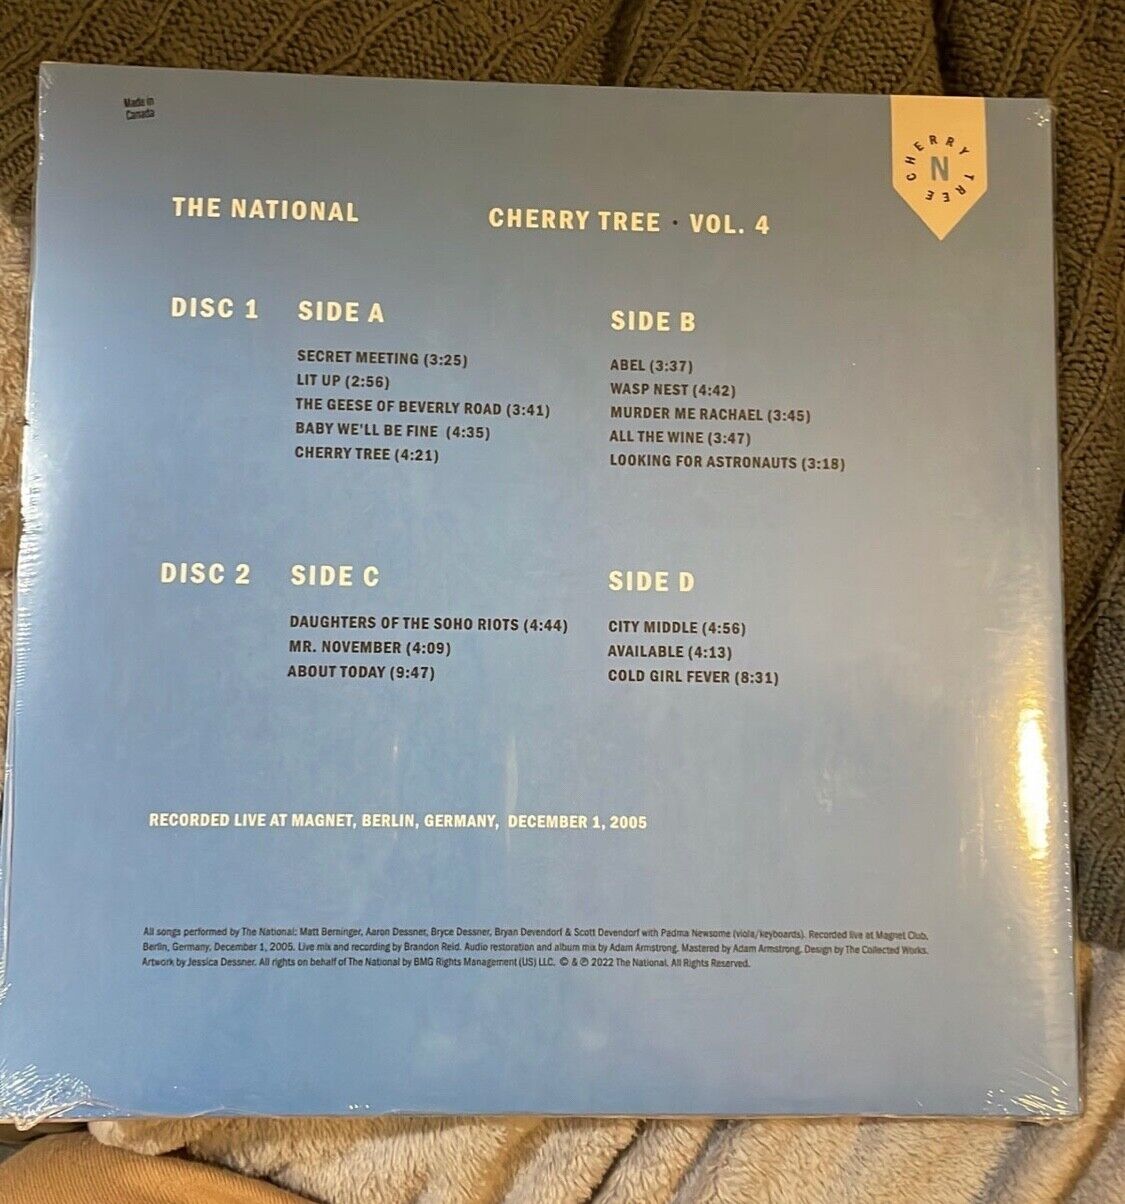 Made in
Canada
CHERRY TREE
N
THE NATIONAL
CHERRY TREE · VOL. 4
DISC 1
SIDE A
SECRET MEETING (3:25)
LIT UP (2:56)
THE GEESE OF BEVERLY ROAD (3:41)
BABY WE'LL BE FINE (4:35)
CHERRY TREE (4:21)
SIDE B
ABEL (3:37)
WASP NEST (4:42)
MURDER ME RACHAEL (3:45)
ALL THE WINE (3:47)
LOOKING FOR ASTRONAUTS (3:18)
DISC 2
SIDE C
DAUGHTERS OF THE SOHO RIOTS (4:44)
MR. NOVEMBER (4:09)
ABOUT TODAY (9:47)
SIDE D
CITY MIDDLE (4:56)
AVAILABLE (4:13)
COLD GIRL FEVER (8:31)
RECORDED LIVE AT MAGNET, BERLIN, GERMANY, DECEMBER 1, 2005
All songs performed by The National: Matt Berninger, Aaron Dessner, Bryce Dessner, Bryan Devendorf & Scott Devendorf with Padma Newsome (viola/keyboards). Recorded live at Magnet Club,
Berlin, Germany, December 1, 2005. Live mix and recording by Brandon Reid. Audio restoration and album mix by Adam Armstrong. Mastered by Adam Armstrong. Design by The Collected Works.
Artwork by Jessica Dessner. All rights on behalf of The National by BMG Rights Management (US) LLC. © & ℗ 2022 The National. All Rights Reserved.